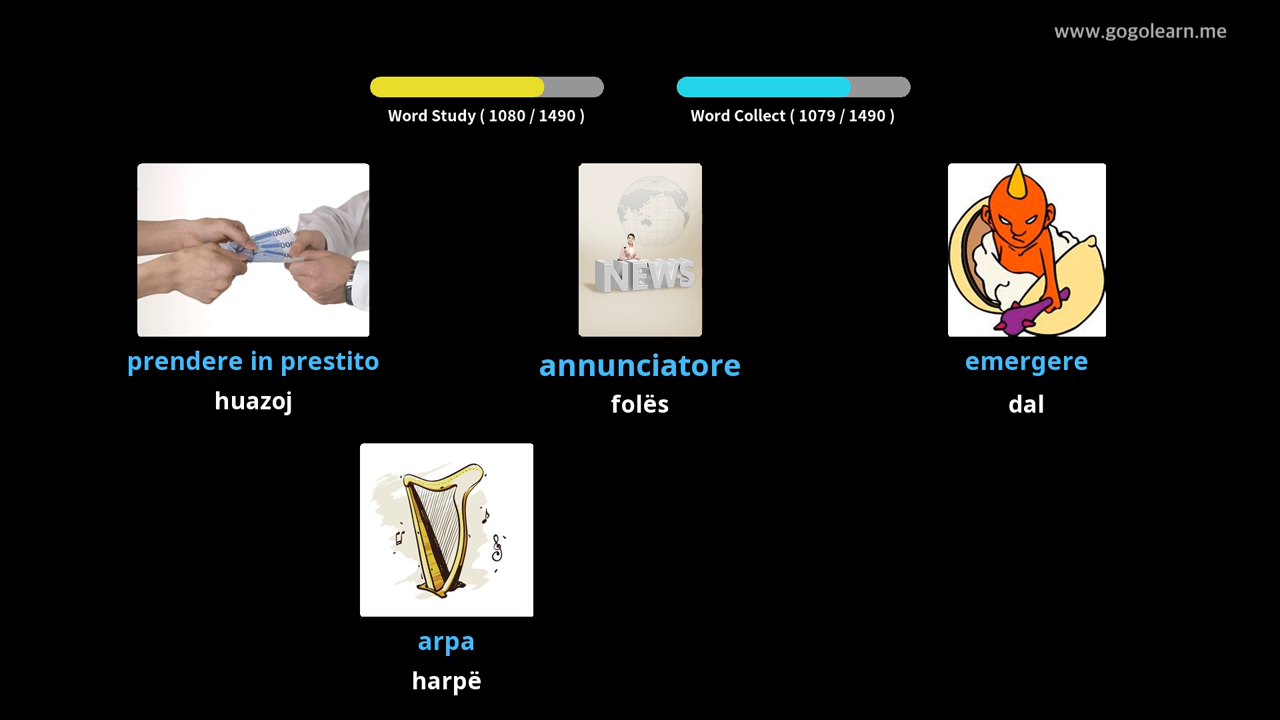 www.gogolearn.me
Word Study ( 1080 / 1490 )
Word Collect ( 1079 / 1490 )
NEWS
prendere in prestito
annunciatore
emergere
huazoj
folës
dal
arpa
harpë